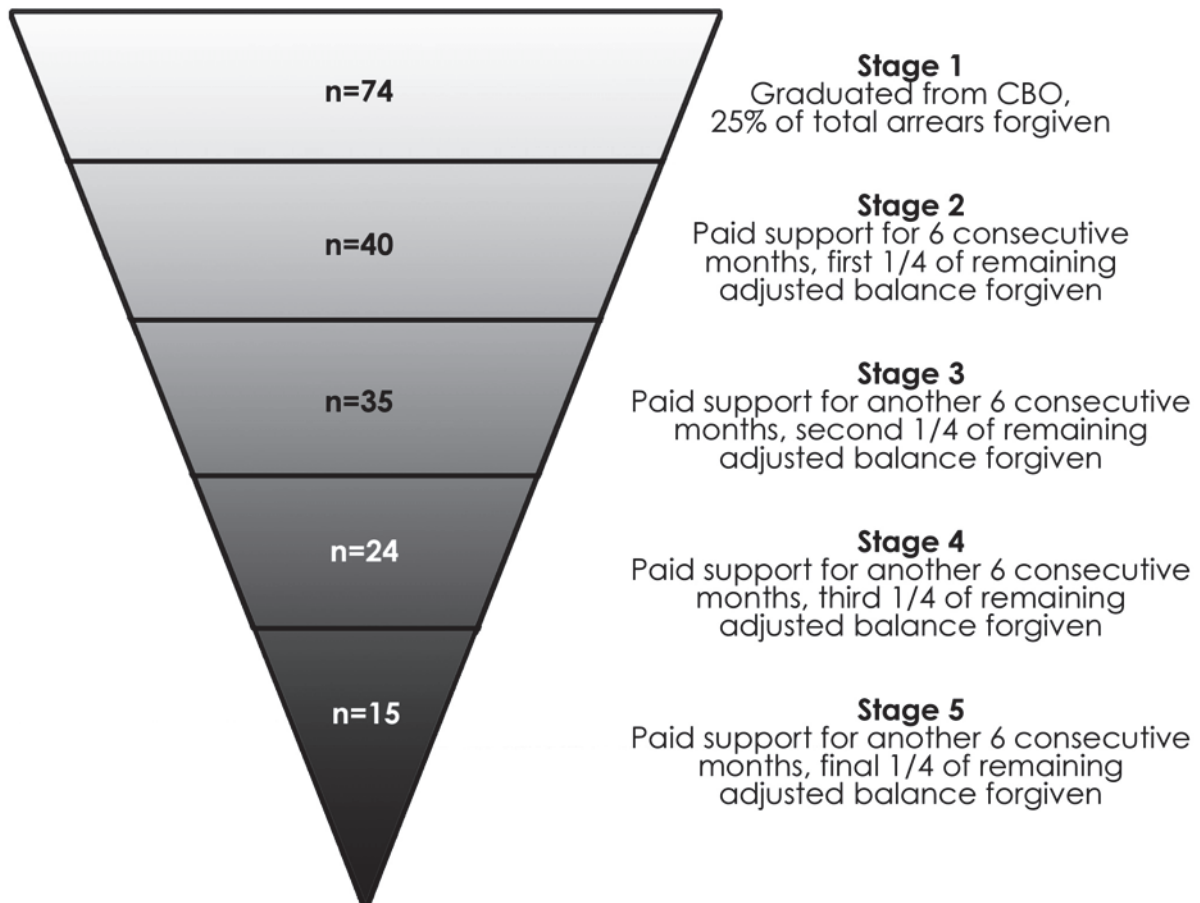 n=74
Stage 1
Graduated from CBO,
25% of total arrears forgiven
n=40
Stage 2
Paid support for 6 consecutive
months, first 1/4 of remaining
adjusted balance forgiven
n=35
Stage 3
Paid support for another 6 consecutive
months, second 1/4 of remaining
adjusted balance forgiven
n=24
Stage 4
Paid support for another 6 consecutive
months, third 1/4 of remaining
adjusted balance forgiven
n=15
Stage 5
Paid support for another 6 consecutive
months, final 1/4 of remaining
adjusted balance forgiven